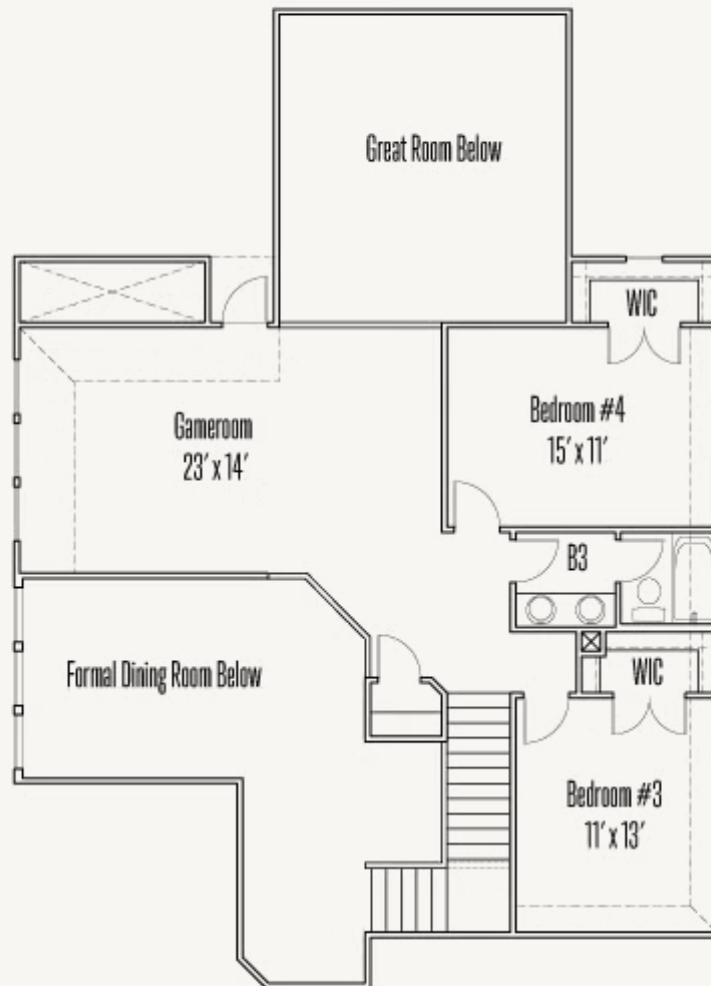 Great Room Below
WIC
Gameroom
23' x 14'
Bedroom #4
15' x 11'
B3
Formal Dining Room Below
WIC
Bedroom #3
11' x 13'